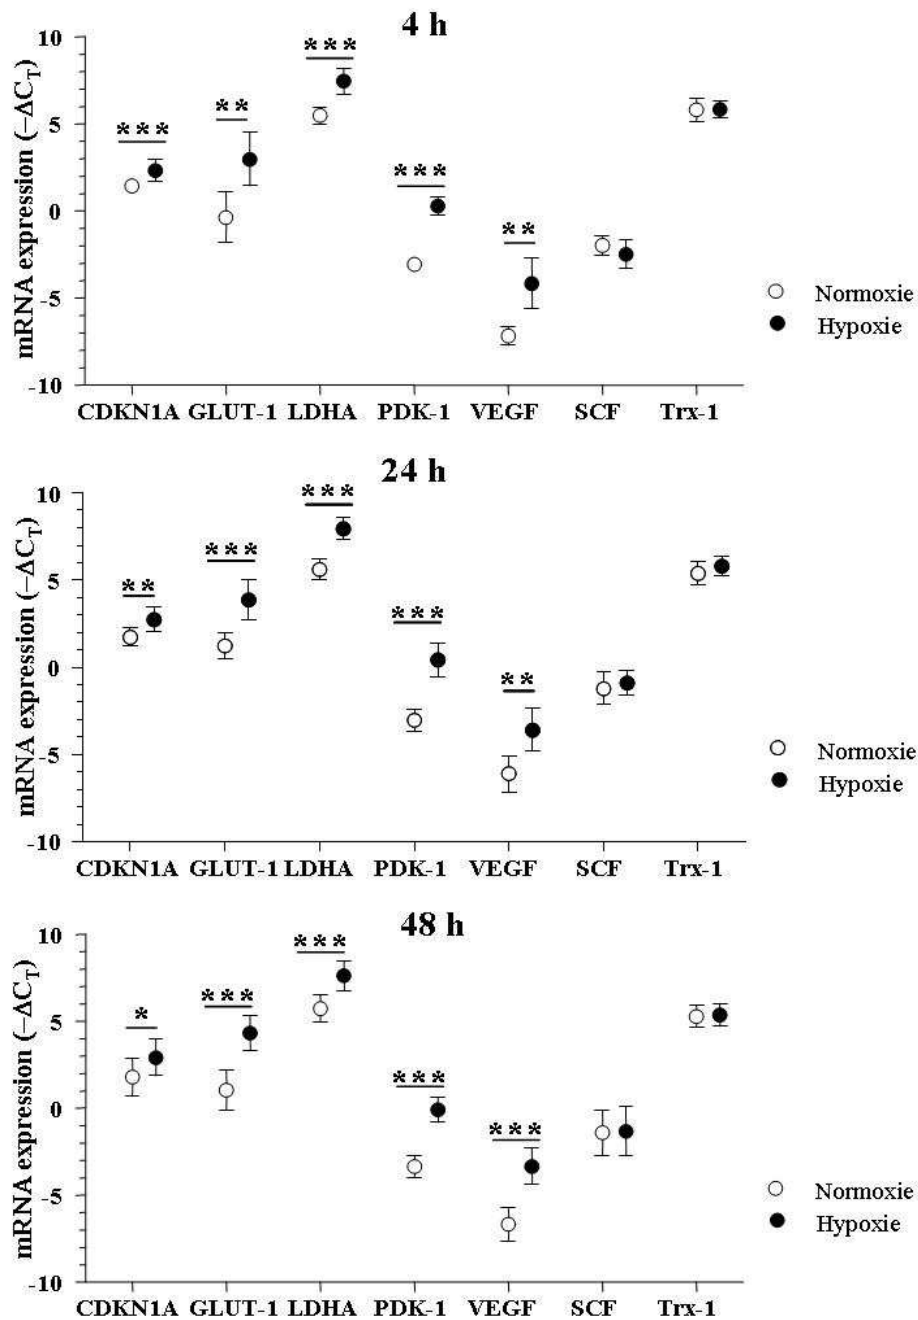 4 h
mRNA expression (−ΔCT)
10
5
0
-5
-10
***
**
***
***
**
CDKN1A GLUT-1 LDHA PDK-1 VEGF SCF Trx-1
Normoxie
Hypoxie
24 h
mRNA expression (−ΔCT)
10
5
0
-5
-10
**
***
***
***
**
CDKN1A GLUT-1 LDHA PDK-1 VEGF SCF Trx-1
Normoxie
Hypoxie
48 h
mRNA expression (−ΔCT)
10
5
0
-5
-10
*
***
***
***
***
CDKN1A GLUT-1 LDHA PDK-1 VEGF SCF Trx-1
Normoxie
Hypoxie